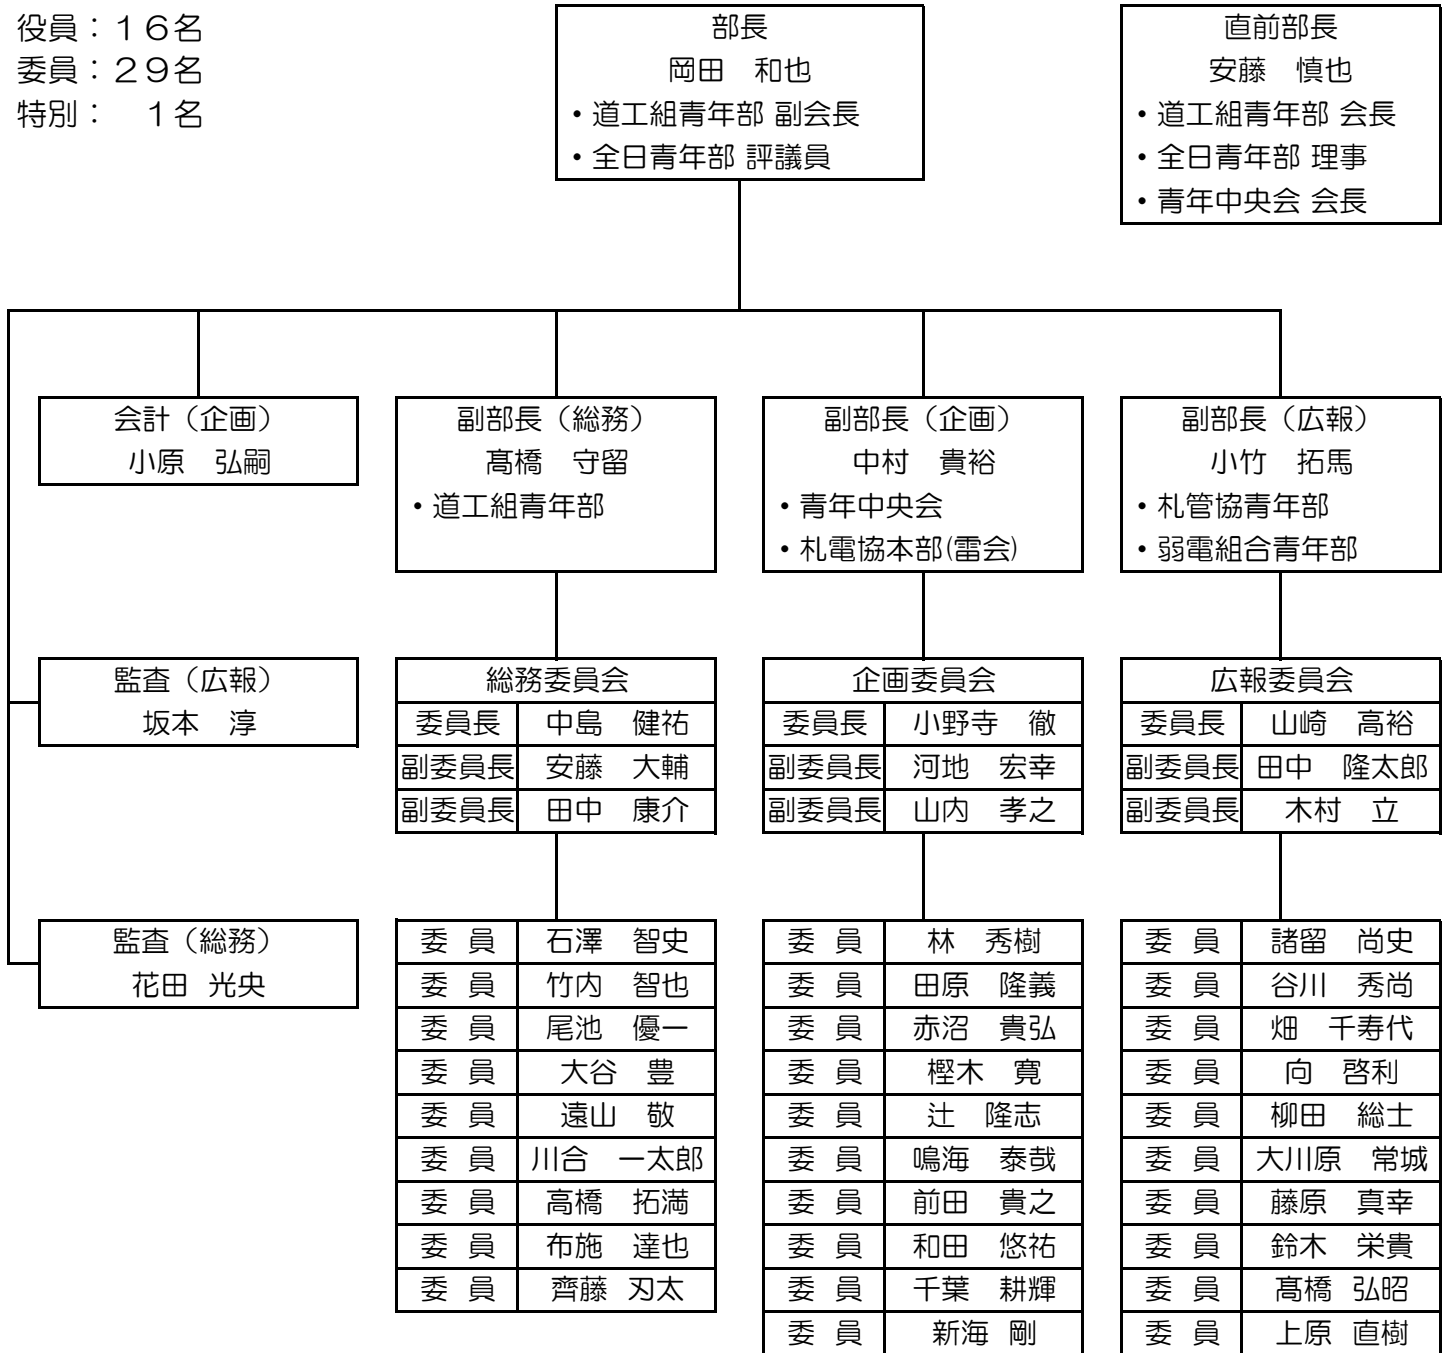 役員：１６名
委員：２９名
特別：　１名
部長
岡田　和也
・道工組青年部 副会長
・全日青年部 評議員
直前部長
安藤　慎也
・道工組青年部 会長
・全日青年部 理事
・青年中央会 会長
会計（企画）
小原　弘嗣
副部長（総務）
髙橋　守留
・道工組青年部
副部長（企画）
中村　貴裕
・青年中央会
・札電協本部(雷会)
副部長（広報）
小竹　拓馬
・札管協青年部
・弱電組合青年部
監査（広報）
坂本　淳
総務委員会
委員長　中島　健祐
副委員長　安藤　大輔
副委員長　田中　康介
企画委員会
委員長　小野寺　徹
副委員長　河地　宏幸
副委員長　山内　孝之
広報委員会
委員長　山崎　高裕
副委員長　田中　隆太郎
副委員長　木村　立
監査（総務）
花田 光央
委 員　石澤　智史
委 員　竹内　智也
委 員　尾池　優一
委 員　大谷　豊
委 員　遠山　敬
委 員　川合　一太郎
委 員　高橋　拓満
委 員　布施　達也
委 員　齊藤 刃太
委 員　林　秀樹
委 員　田原　隆義
委 員　赤沼　貴弘
委 員　樫木　寛
委 員　辻　隆志
委 員　鳴海　泰哉
委 員　前田　貴之
委 員　和田　悠祐
委 員　千葉　耕輝
委 員　新海 剛
委 員　諸留　尚史
委 員　谷川　秀尚
委 員　畑　千寿代
委 員　向　啓利
委 員　柳田　総士
委 員　大川原　常城
委 員　藤原　真幸
委 員　鈴木　栄貴
委 員　髙橋 弘昭
委 員　上原 直樹